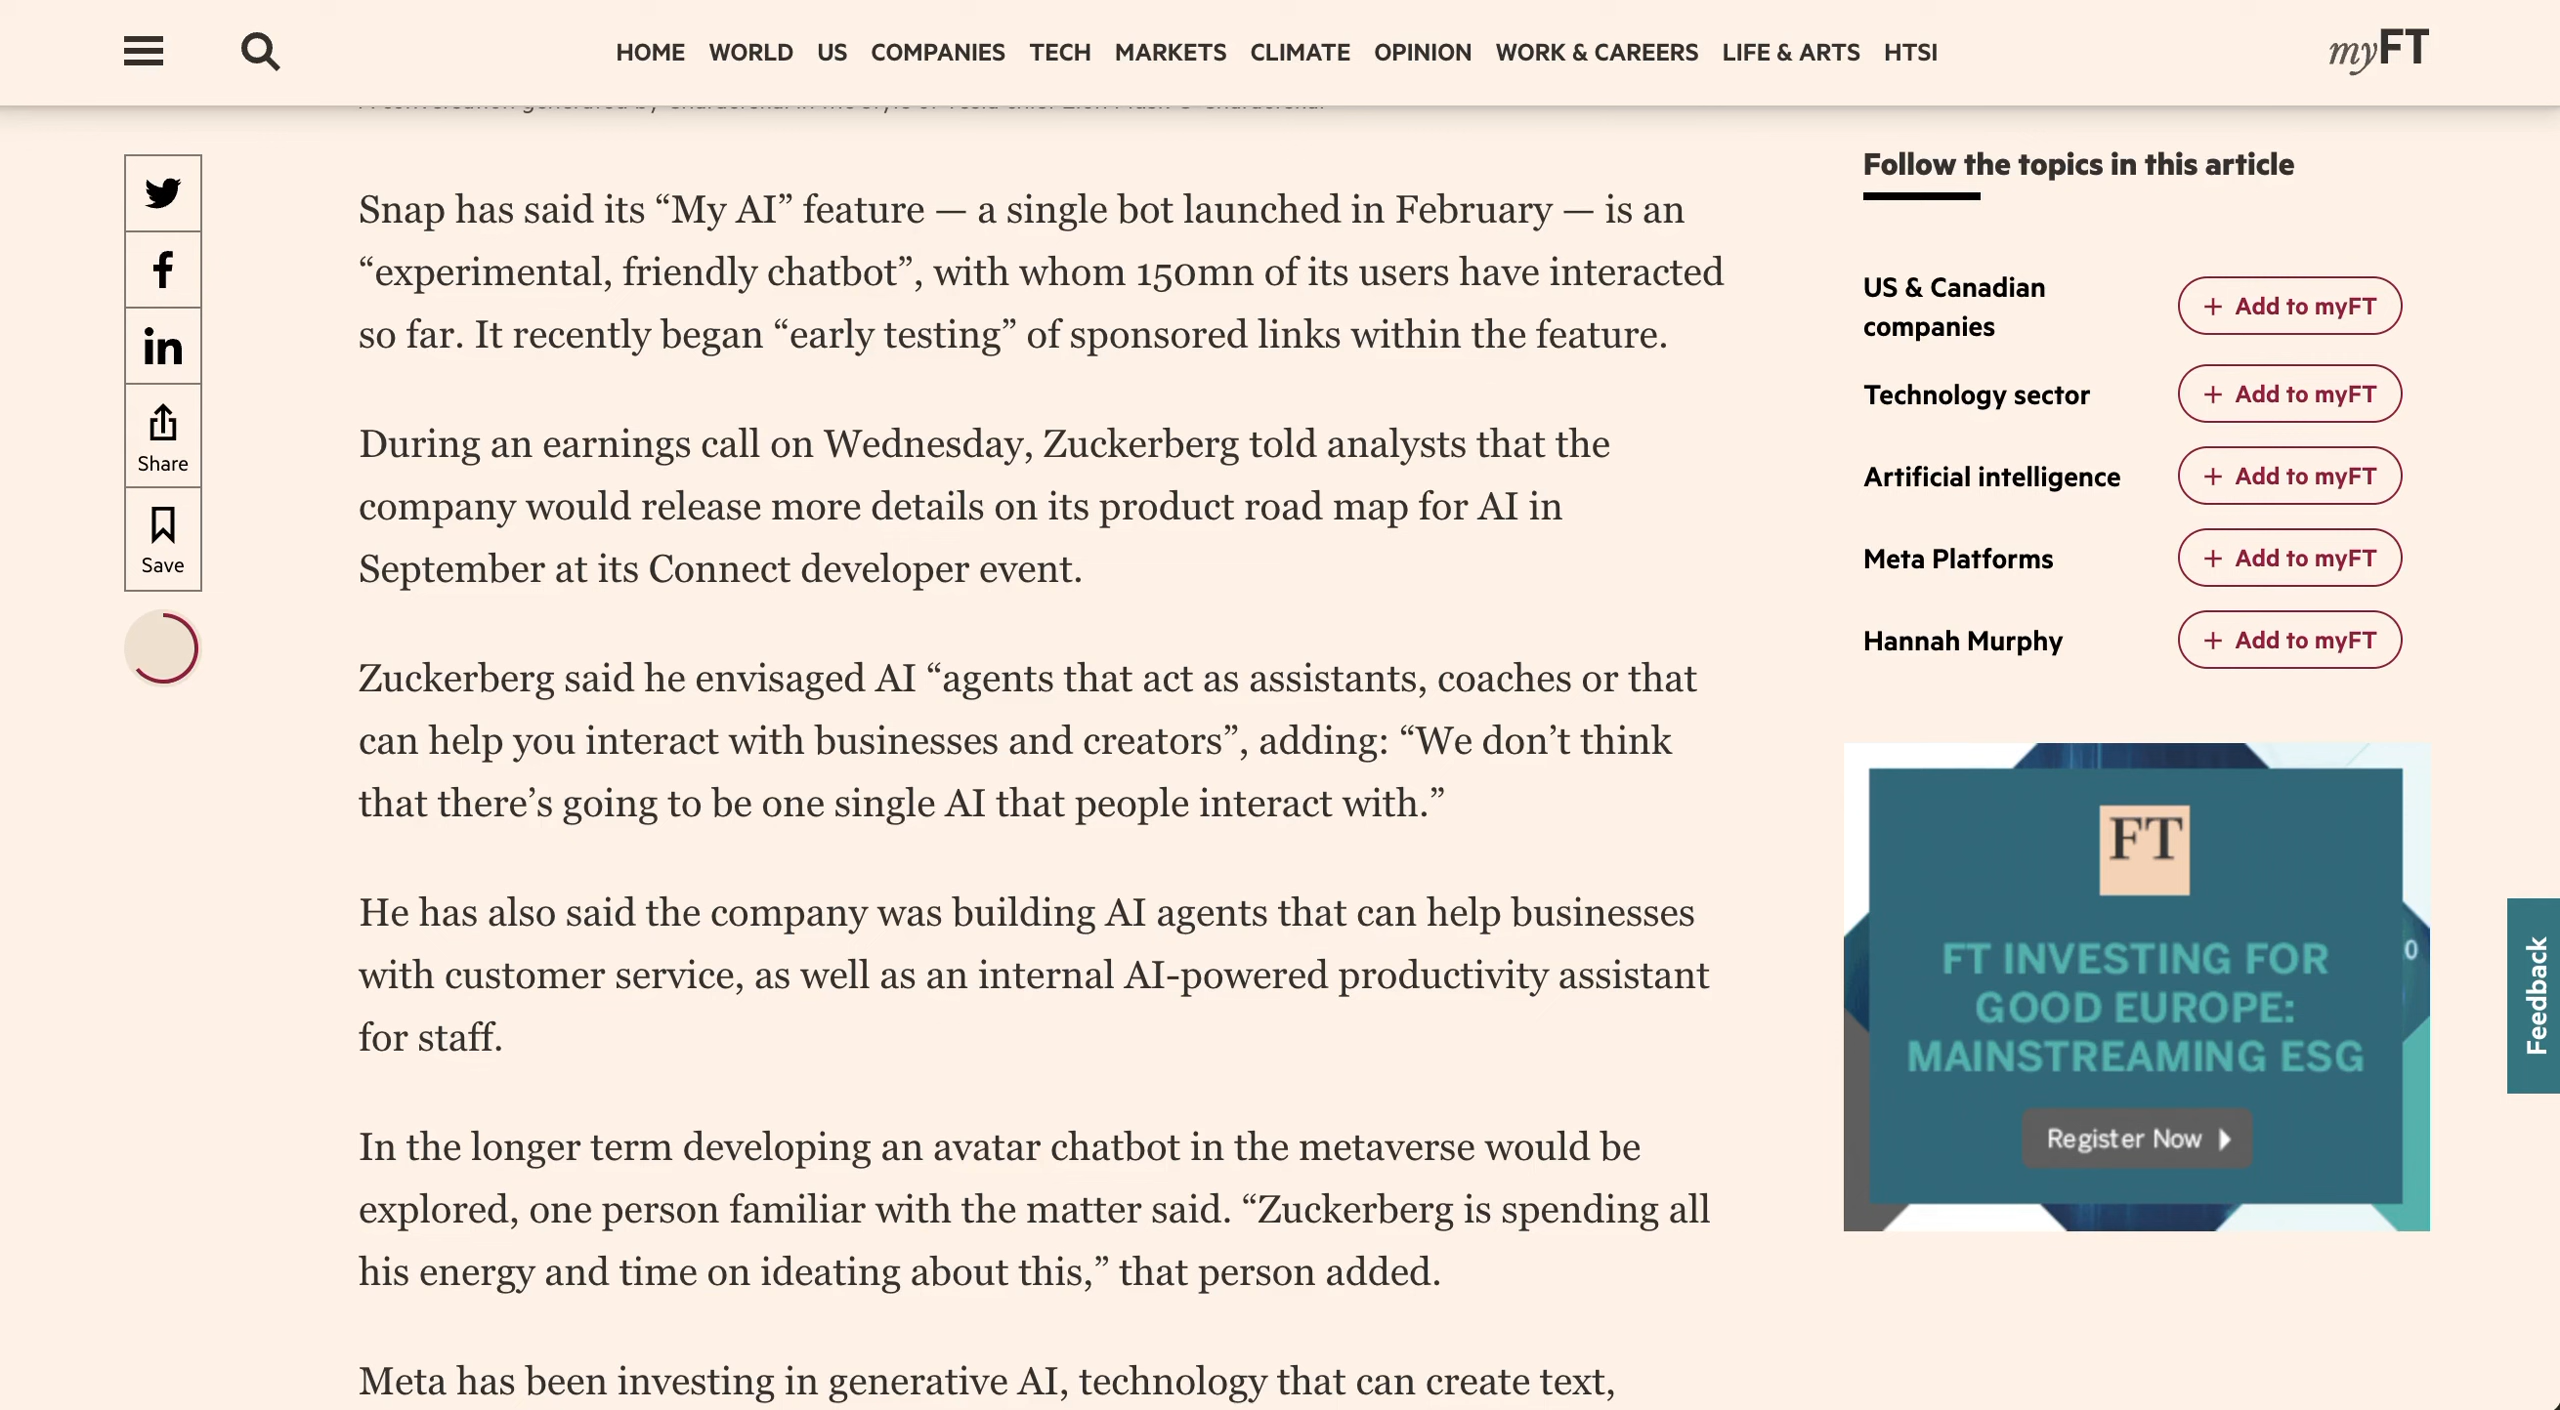 HOME WORLD US COMPANIES TECH MARKETS CLIMATE OPINION WORK & CAREERS LIFE & ARTS HTSI
myFT
Share
Save
Snap has said its “My AI” feature — a single bot launched in February — is an
“experimental, friendly chatbot”, with whom 150mn of its users have interacted
so far. It recently began “early testing” of sponsored links within the feature.
During an earnings call on Wednesday, Zuckerberg told analysts that the
company would release more details on its product road map for AI in
September at its Connect developer event.
Zuckerberg said he envisaged AI “agents that act as assistants, coaches or that
can help you interact with businesses and creators”, adding: “We don’t think
that there’s going to be one single AI that people interact with.”
He has also said the company was building AI agents that can help businesses
with customer service, as well as an internal AI-powered productivity assistant
for staff.
In the longer term developing an avatar chatbot in the metaverse would be
explored, one person familiar with the matter said. “Zuckerberg is spending all
his energy and time on ideating about this,” that person added.
Meta has been investing in generative AI, technology that can create text,
Follow the topics in this article
US & Canadian
companies
+ Add to myFT
Technology sector
+ Add to myFT
Artificial intelligence
+ Add to myFT
Meta Platforms
+ Add to myFT
Hannah Murphy
+ Add to myFT
FT
FT INVESTING FOR
GOOD EUROPE:
MAINSTREAMING ESG
Register Now
Feedback